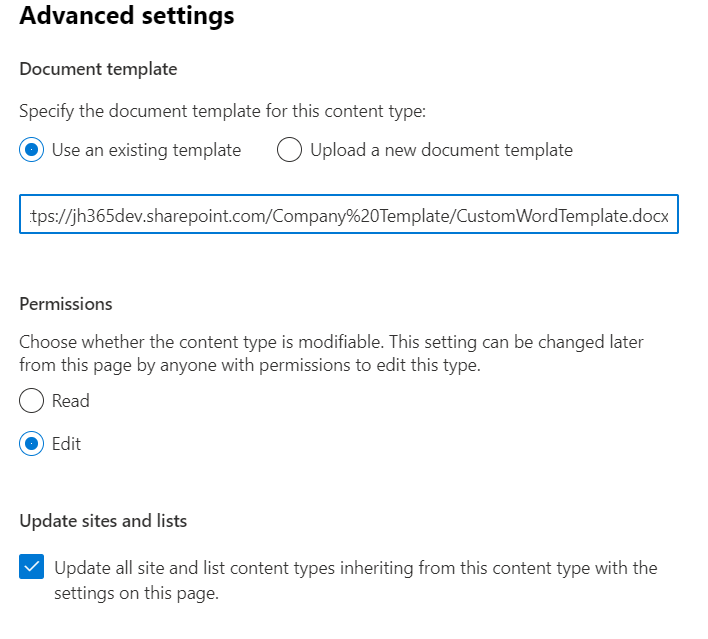 Advanced settings
Document template
Specify the document template for this content type:
Use an existing template Upload a new document template
tps://jh365dev.sharepoint.com/Company%20Template/CustomWordTemplate.docx
Permissions
Choose whether the content type is modifiable. This setting can be changed later
from this page by anyone with permissions to edit this type.
Read
Edit
Update sites and lists
Update all site and list content types inheriting from this content type with the
settings on this page.